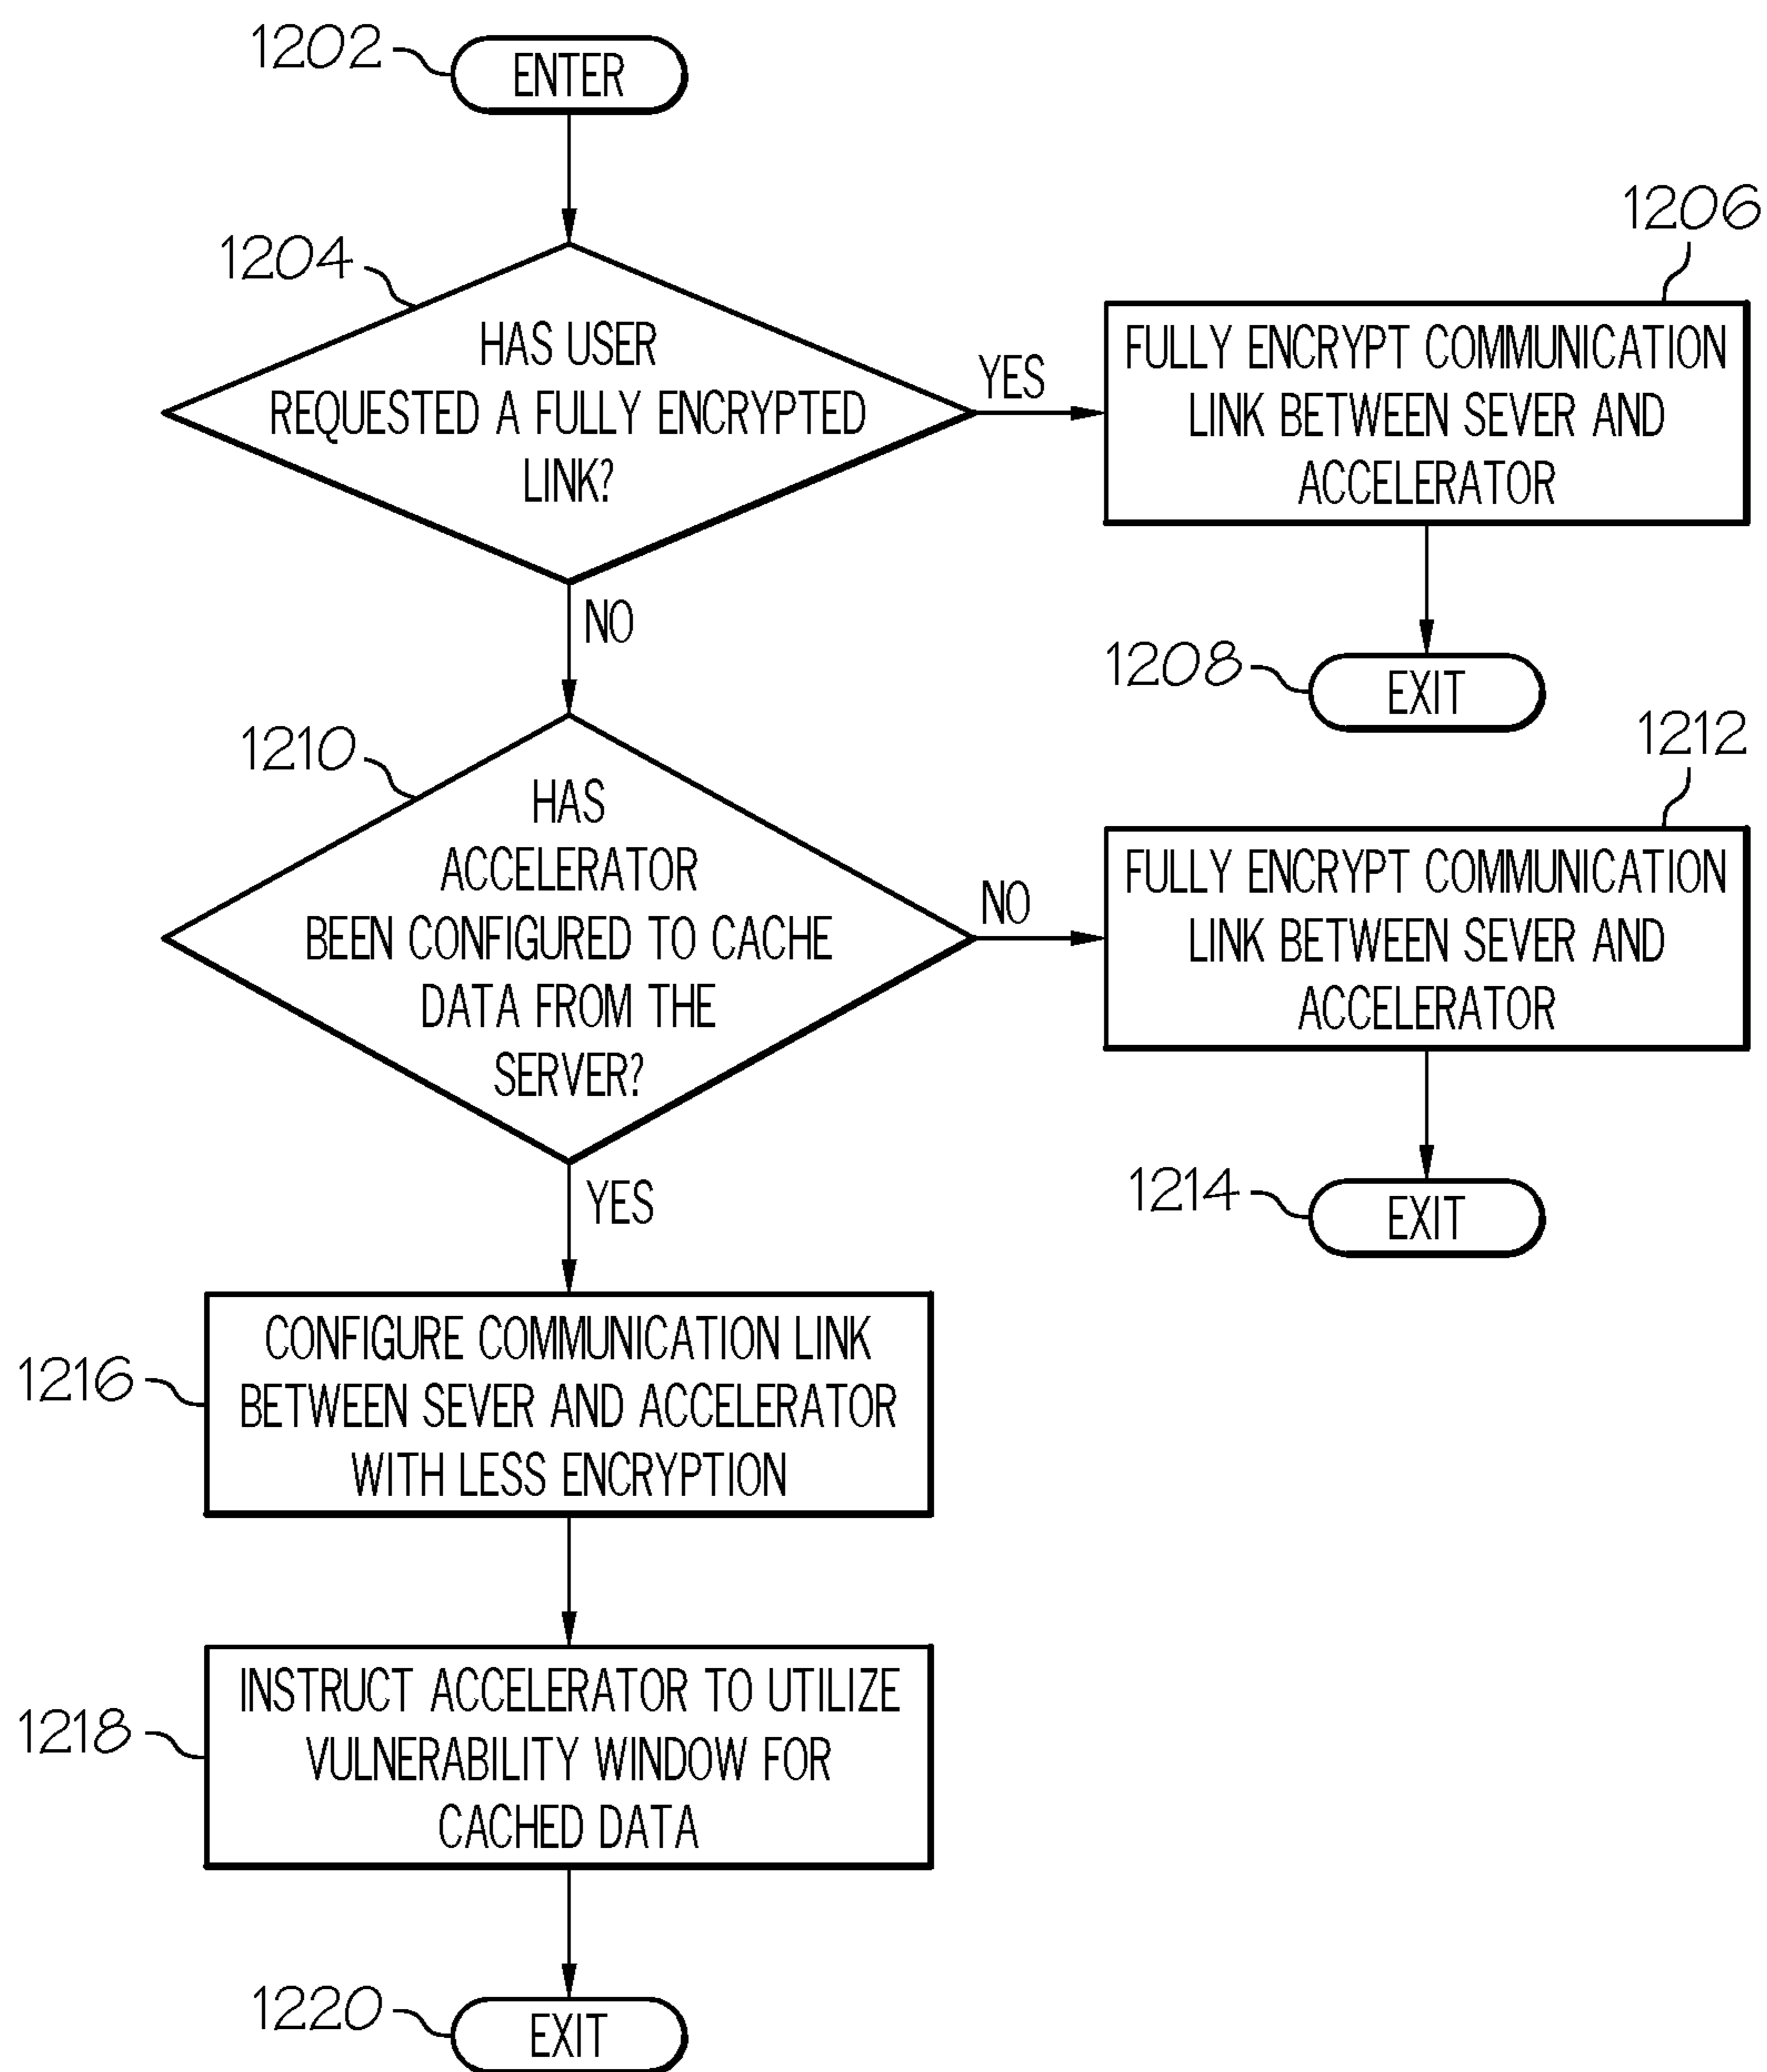 1202
ENTER
1204
HAS USER
REQUESTED A FULLY ENCRYPTED
LINK?
YES
1206
FULLY ENCRYPT COMMUNICATION
LINK BETWEEN SEVER AND
ACCELERATOR
1208
EXIT
NO
1210
HAS
ACCELERATOR
BEEN CONFIGURED TO CACHE
DATA FROM THE
SERVER?
NO
1212
FULLY ENCRYPT COMMUNICATION
LINK BETWEEN SEVER AND
ACCELERATOR
1214
EXIT
YES
1216
CONFIGURE COMMUNICATION LINK
BETWEEN SEVER AND ACCELERATOR
WITH LESS ENCRYPTION
1218
INSTRUCT ACCELERATOR TO UTILIZE
VULNERABILITY WINDOW FOR
CACHED DATA
1220
EXIT